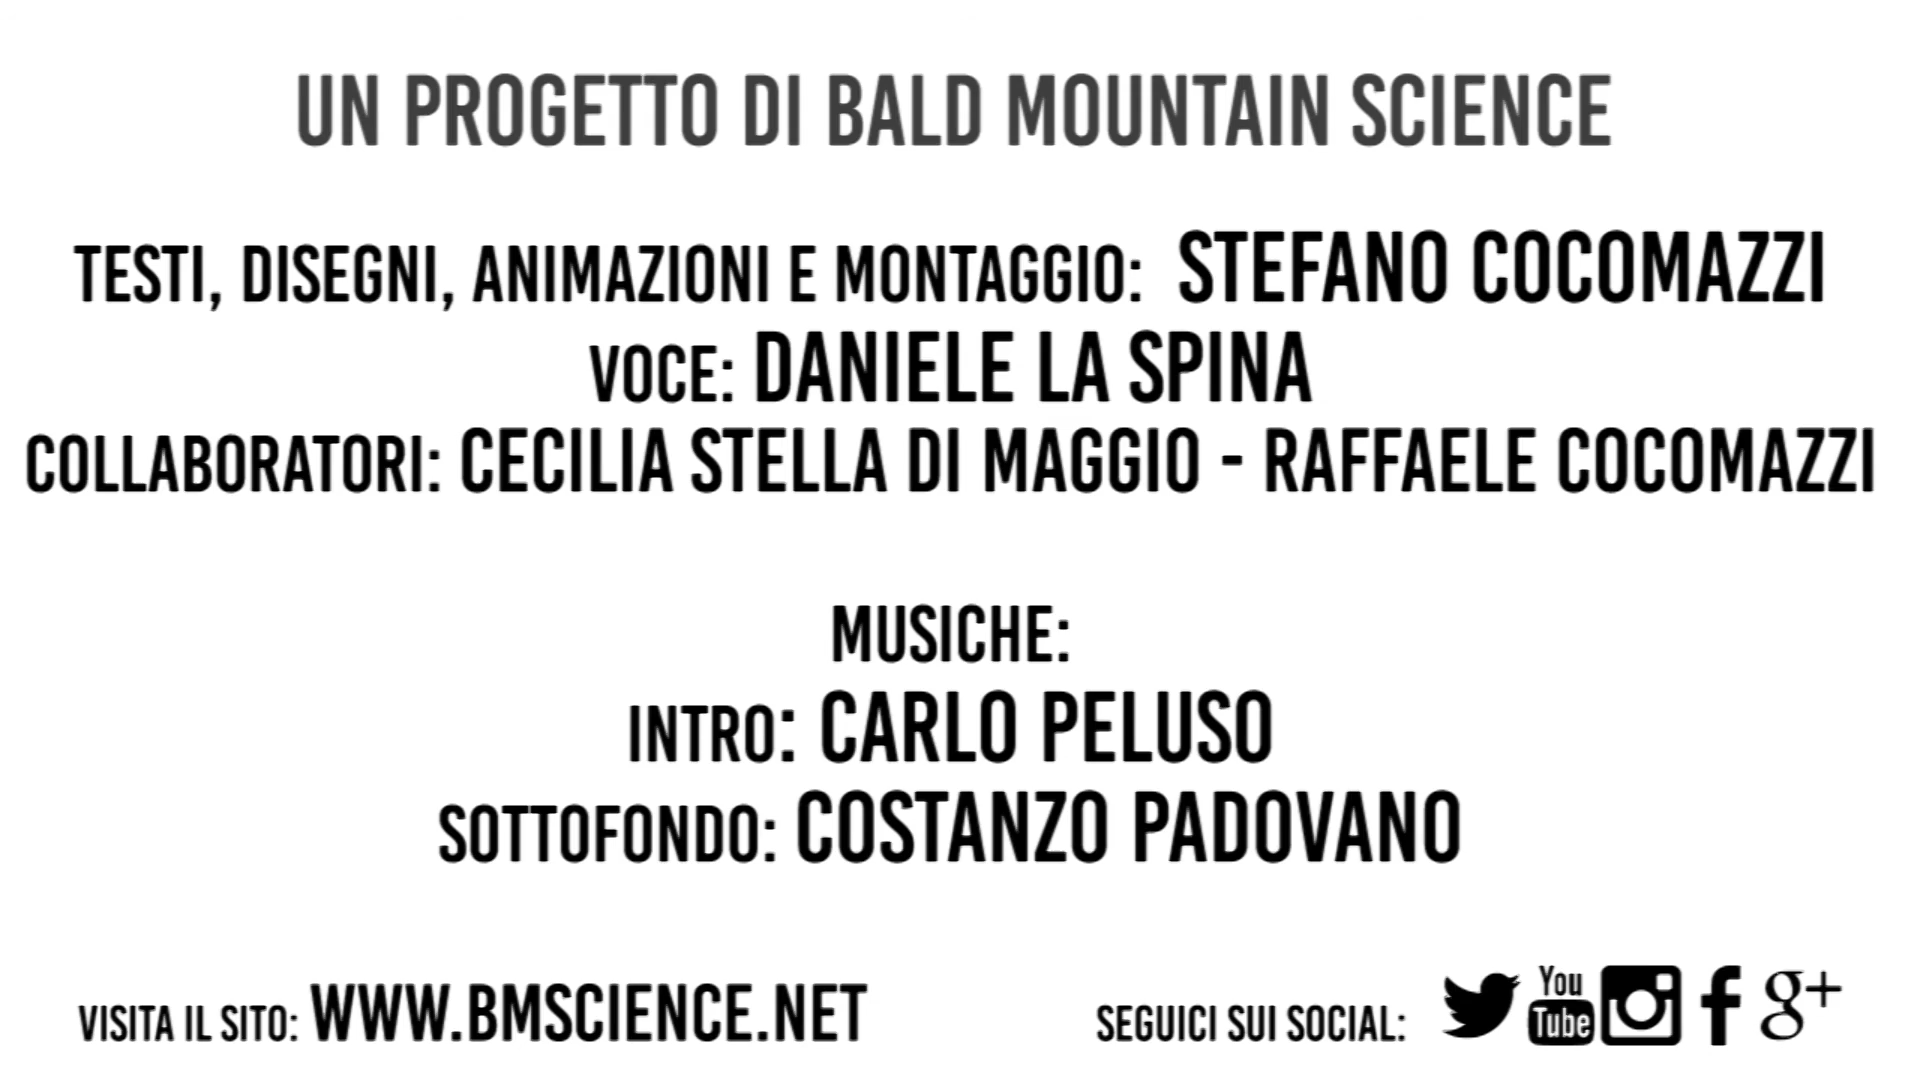 UN PROGETTO DI BALD MOUNTAIN SCIENCE
TESTI, DISEGNI, ANIMAZIONI E MONTAGGIO: STEFANO COCOMAZZI
VOCE: DANIELE LA SPINA
COLLABORATORI: CECILIA STELLA DI MAGGIO - RAFFAELE COCOMAZZI
MUSICHE:
INTRO: CARLO PELUSO
SOTTOFONDO: COSTANZO PADOVANO
VISITA IL SITO: WWW.BMSCIENCE.NET
SEGUICI SUI SOCIAL: You Tube f g+